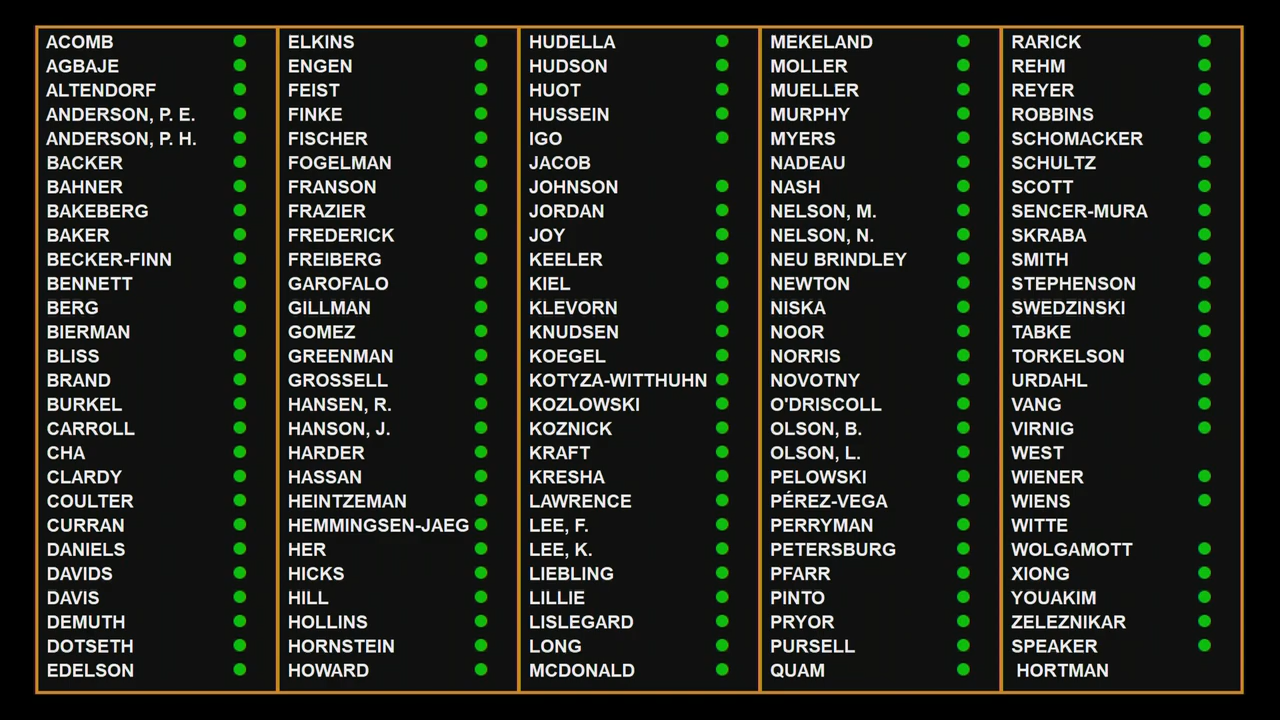 ACOMB
AGBAJE
ALTENDORF
ANDERSON, P. E.
ANDERSON, P. H.
BACKER
BAHNER
BAKEBERG
BAKER
BECKER-FINN
BENNETT
BERG
BIERMAN
BLISS
BRAND
BURKEL
CARROLL
CHA
CLARDY
COULTER
CURRAN
DANIELS
DAVIDS
DAVIS
DEMUTH
DOTSETH
EDELSON
ELKINS
ENGEN
FEIST
FINKE
FISCHER
FOGELMAN
FRANSON
FRAZIER
FREDERICK
FREIBERG
GAROFALO
GILLMAN
GOMEZ
GREENMAN
GROSSELL
HANSEN, R.
HANSON, J.
HARDER
HASSAN
HEINTZEMAN
HEMMINGSEN-JAEG
HER
HICKS
HILL
HOLLINS
HORNSTEIN
HOWARD
HUDELLA
HUDSON
HUOT
HUSSEIN
IGO
JACOB
JOHNSON
JORDAN
JOY
KEELER
KIEL
KLEVORN
KNUDSEN
KOEGEL
KOTYZA-WITTHUHN
KOZLOWSKI
KOZNICK
KRAFT
KRESHA
LAWRENCE
LEE, F.
LEE, K.
LIEBLING
LILLIE
LISLEGARD
LONG
MCDONALD
MEKELAND
MOLLER
MUELLER
MURPHY
MYERS
NADEAU
NASH
NELSON, M.
NELSON, N.
NEU BRINDLEY
NEWTON
NISKA
NOOR
NORRIS
NOVOTNY
O'DRISCOLL
OLSON, B.
OLSON, L.
PELOWSKI
PÉREZ-VEGA
PERRYMAN
PETERSBURG
PFARR
PINTO
PRYOR
PURSELL
QUAM
RARICK
REHM
REYER
ROBBINS
SCHOMACKER
SCHULTZ
SCOTT
SENCER-MURA
SKRABA
SMITH
STEPHENSON
SWEDZINSKI
TABKE
TORKELSON
URDAHL
VANG
VIRNIG
WEST
WIENER
WIENS
WITTE
WOLGAMOTT
XIONG
YOUAKIM
ZELEZNIKAR
SPEAKER
HORTMAN